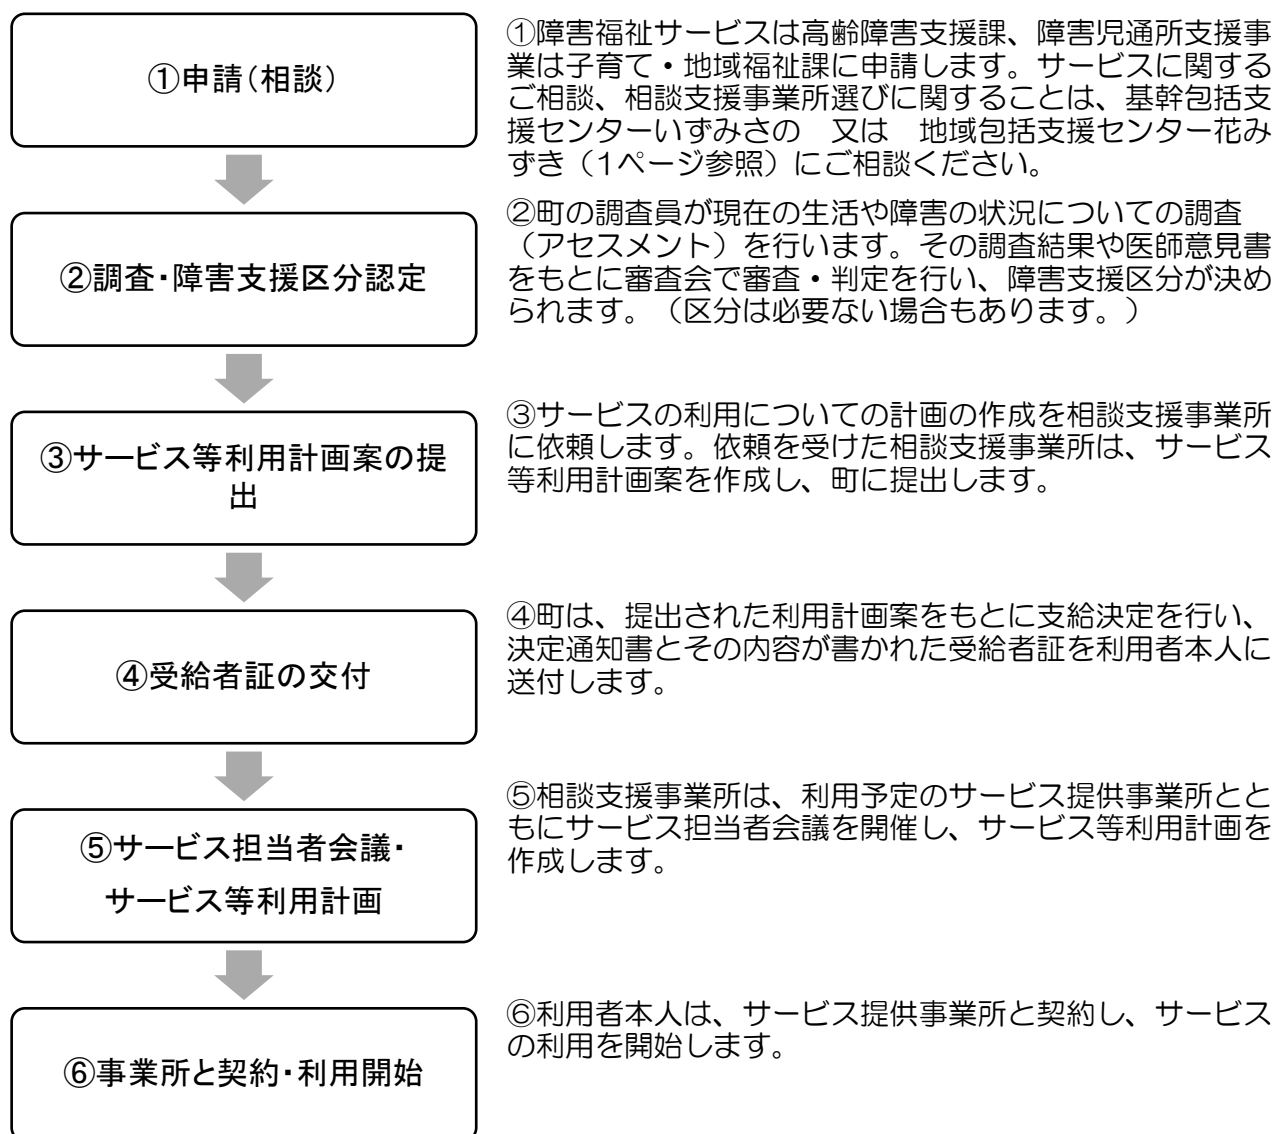 ①申請（相談）
①障害福祉サービスは高齢障害支援課、障害児通所支援事
業は子育て・地域福祉課に申請します。サービスに関する
ご相談、相談支援事業所選びに関することは、基幹包括支
援センターいずみさの　又は　地域包括支援センター花み
ずき（1ページ参照）にご相談ください。
②調査・障害支援区分認定
②町の調査員が現在の生活や障害の状況についての調査
（アセスメント）を行います。その調査結果や医師意見書
をもとに審査会で審査・判定を行い、障害支援区分が決め
られます。（区分は必要ない場合もあります。）
③サービス等利用計画案の提
出
③サービスの利用についての計画の作成を相談支援事業所
に依頼します。依頼を受けた相談支援事業所は、サービス
等利用計画案を作成し、町に提出します。
④受給者証の交付
④町は、提出された利用計画案をもとに支給決定を行い、
決定通知書とその内容が書かれた受給者証を利用者本人に
送付します。
⑤サービス担当者会議・
サービス等利用計画
⑤相談支援事業所は、利用予定のサービス提供事業所とと
もにサービス担当者会議を開催し、サービス等利用計画を
作成します。
⑥事業所と契約・利用開始
⑥利用者本人は、サービス提供事業所と契約し、サービス
の利用を開始します。